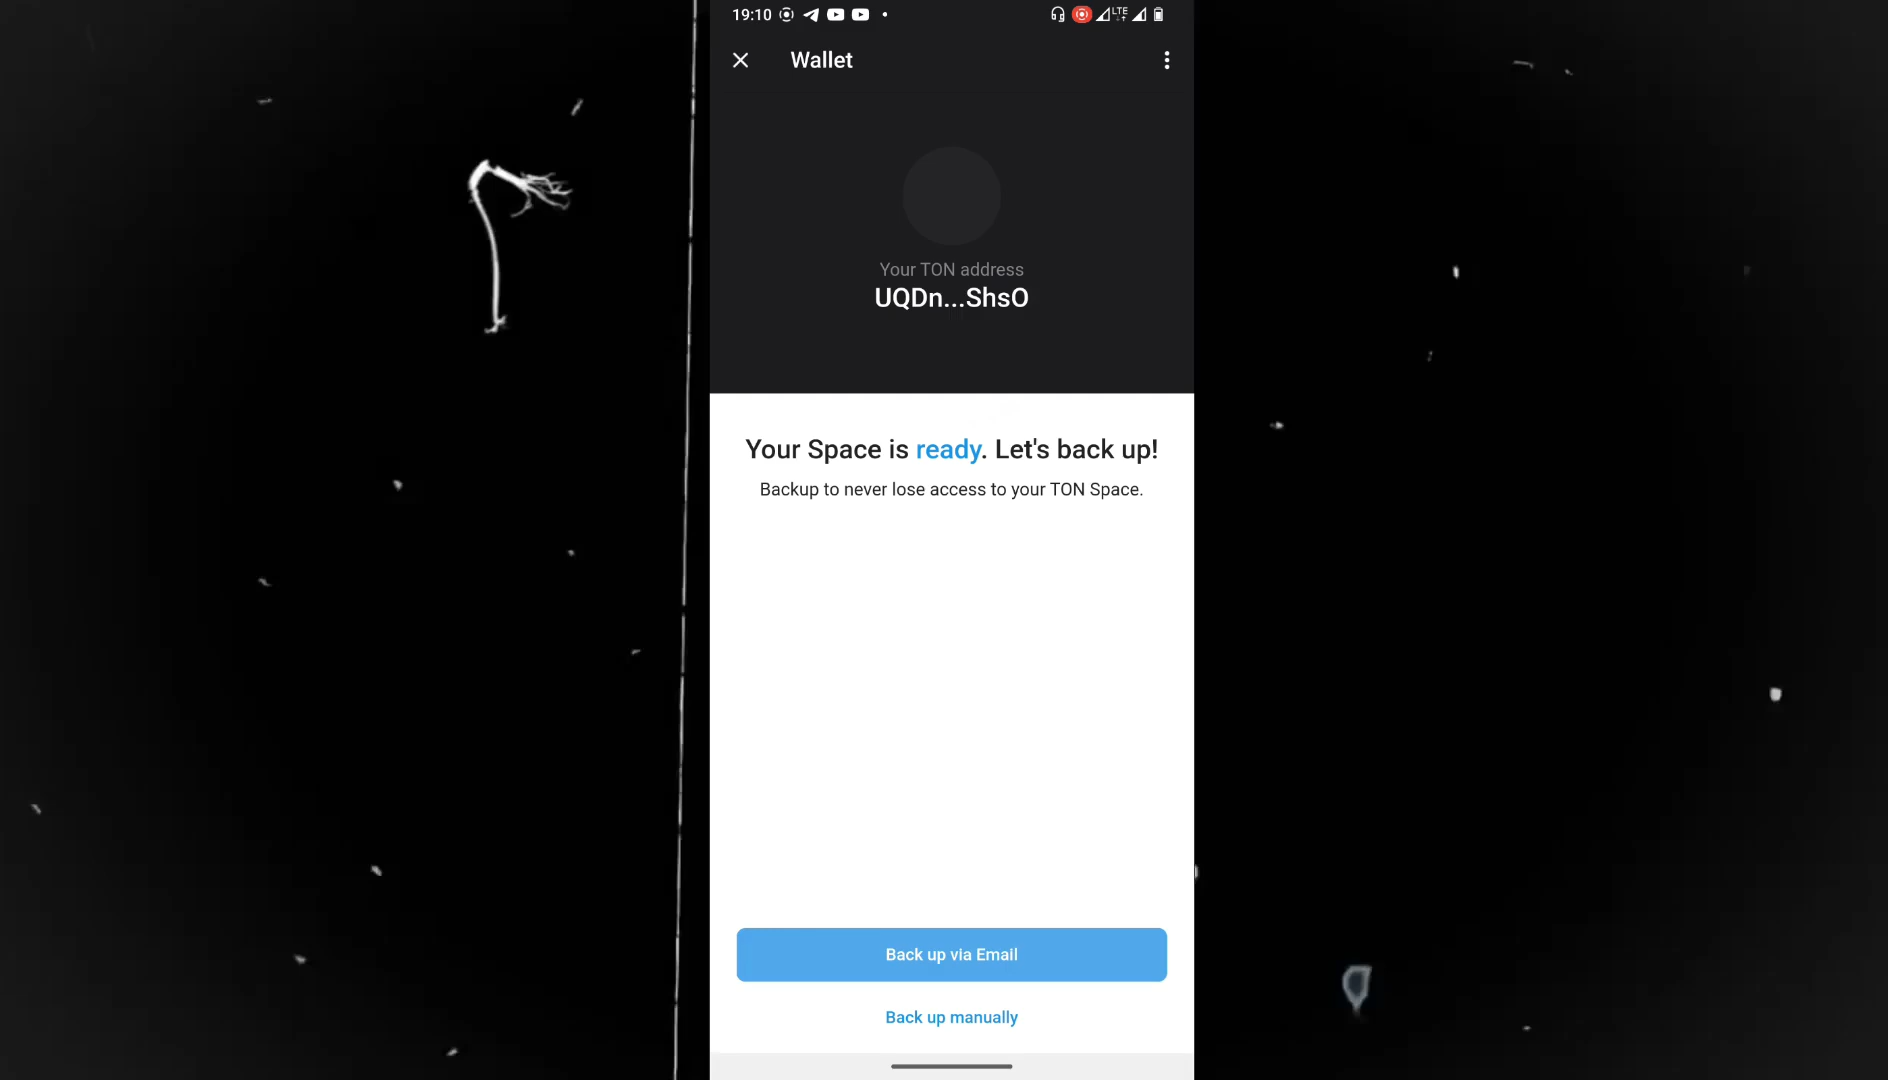 19:10
LTE
Wallet
Your TON address
UQDn...ShsO
Your Space is ready. Let's back up!
Backup to never lose access to your TON Space.
Back up via Email
Back up manually